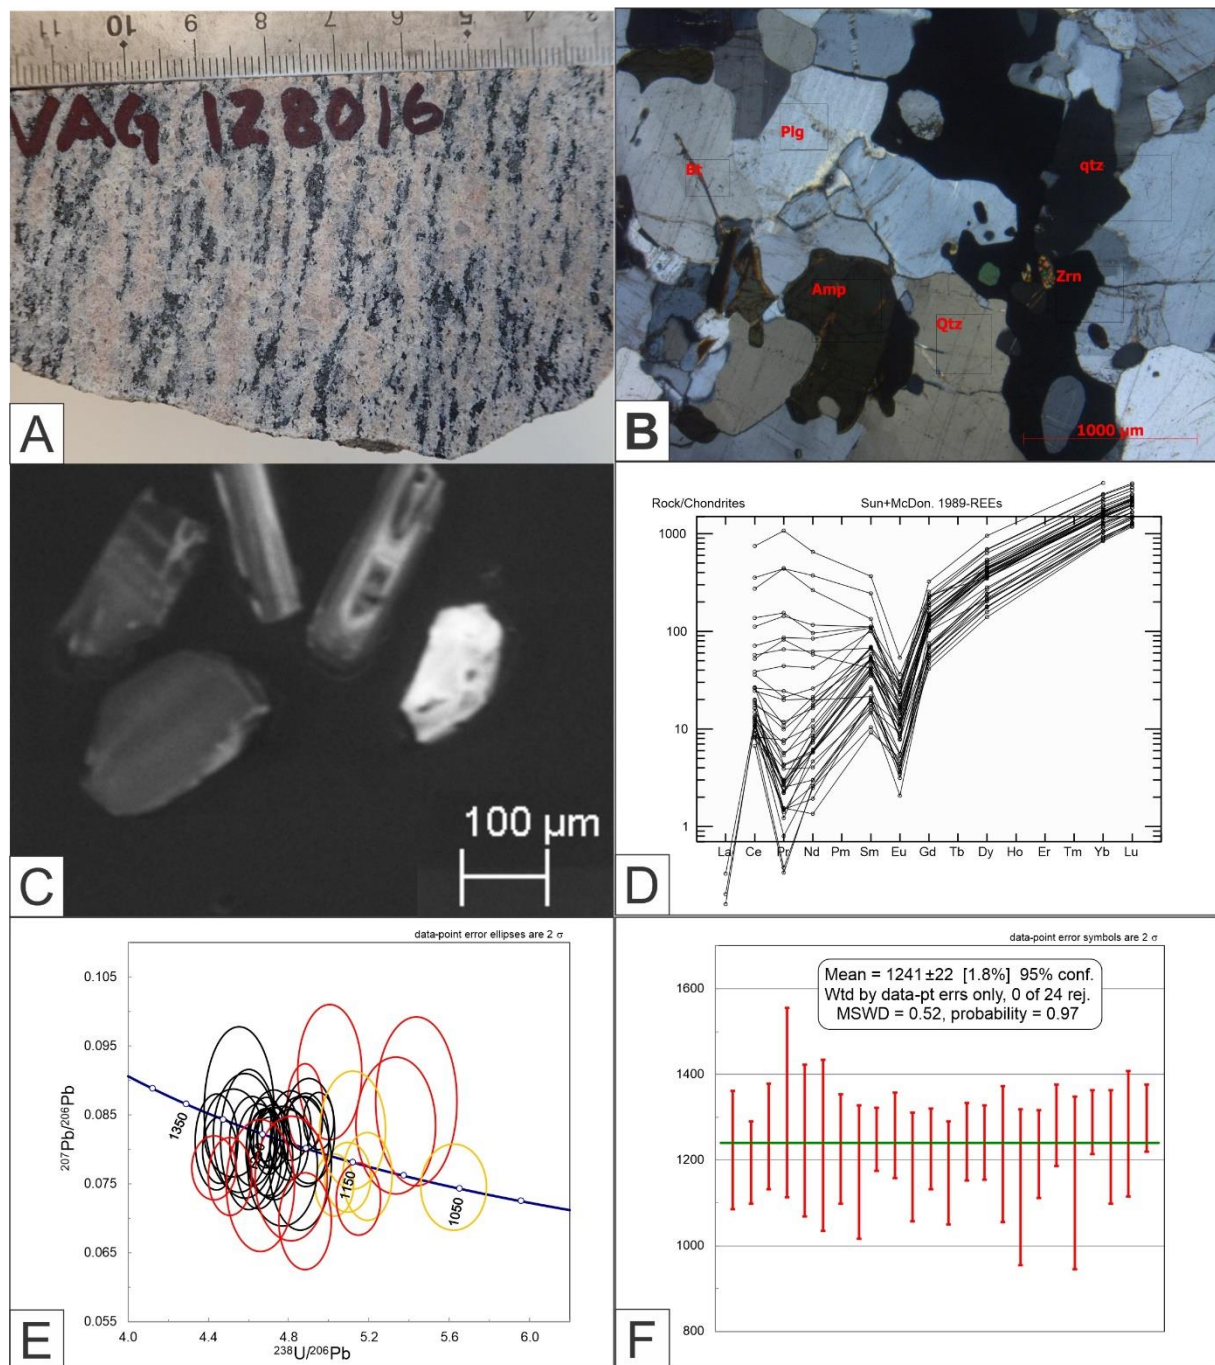 11 10 9 8 7 6 5 4 3 2
VAG 128016
A
Plg
Bt
qtz
Amp
Zrn
Qtz
1000 µm
B
100 µm
C
Rock/Chondrites
Sun+McDon. 1989-REEs
1000
100
10
1
La Ce Pr Nd Pm Sm Eu Gd Tb Dy Ho Er Tm Yb Lu
D
data-point error ellipses are 2 σ
0.105
0.095
0.085
0.075
0.065
0.055
207Pb/206Pb
1350
1150
1050
4.0 4.4 4.8 5.2 5.6 6.0
238U/206Pb
E
data-point error symbols are 2 σ
Mean = 1241±22 [1.8%] 95% conf.
Wtd by data-pt errs only, 0 of 24 rej.
MSWD = 0.52, probability = 0.97
1600
1400
1200
1000
800
F